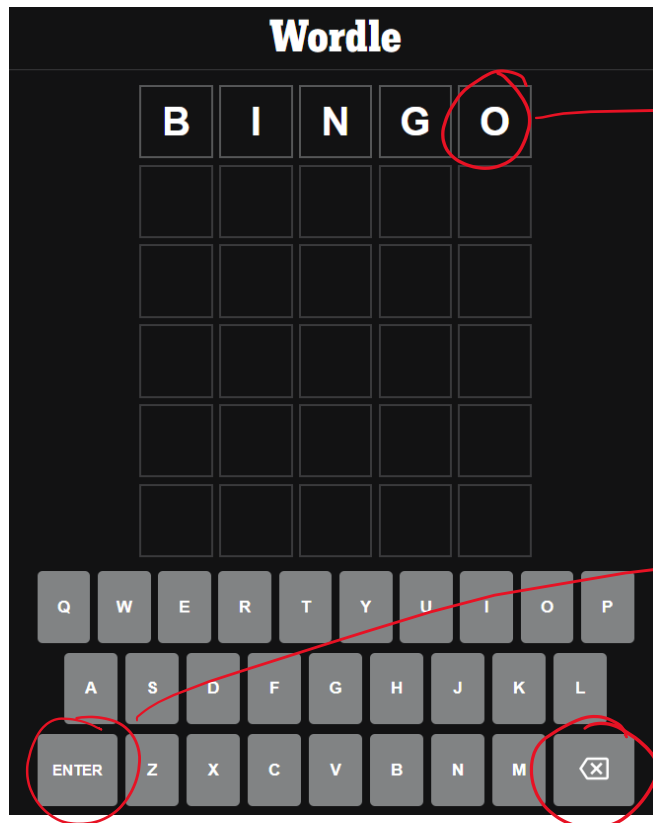 Wordle
B I N G O
Q W E R T Y U I O P
A S D F G H J K L
ENTER Z X C V B N M